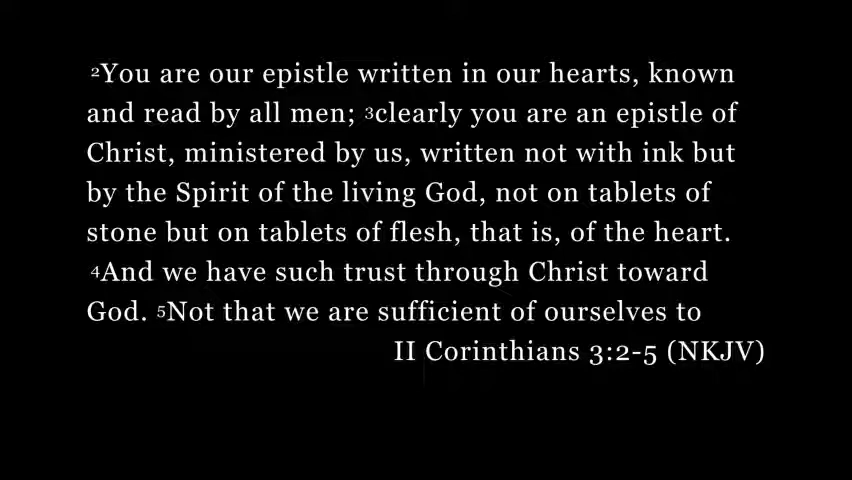 2You are our epistle written in our hearts, known
and read by all men; 3clearly you are an epistle of
Christ, ministered by us, written not with ink but
by the Spirit of the living God, not on tablets of
stone but on tablets of flesh, that is, of the heart.
4And we have such trust through Christ toward
God. 5Not that we are sufficient of ourselves to
II Corinthians 3:2-5 (NKJV)